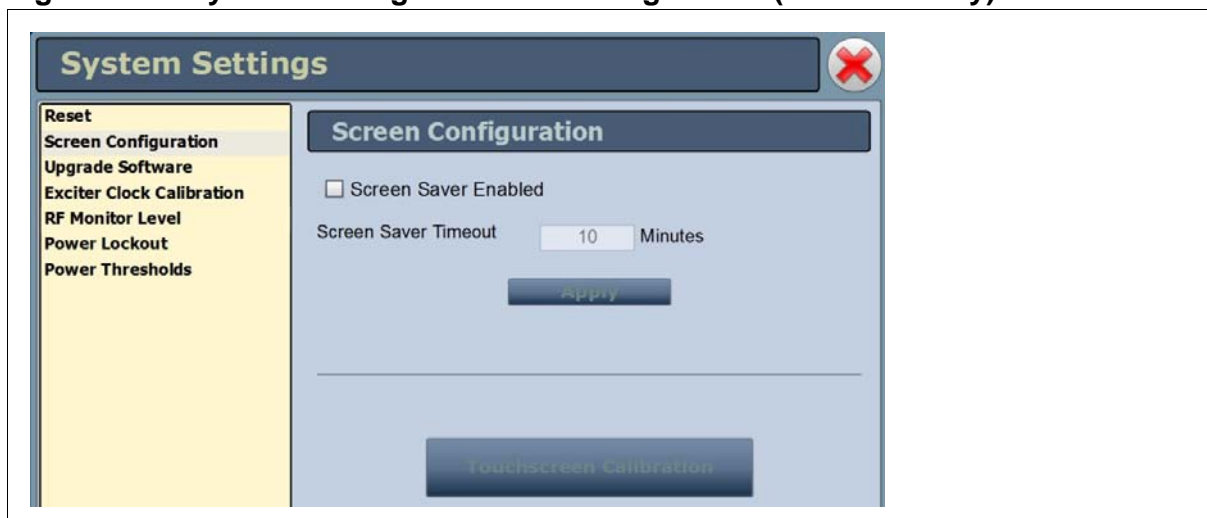 System Settings
Reset
Screen Configuration
Upgrade Software
Exciter Clock Calibration
RF Monitor Level
Power Lockout
Power Thresholds
Screen Configuration
Screen Saver Enabled
Screen Saver Timeout 10 Minutes
Apply
Touchscreen Calibration